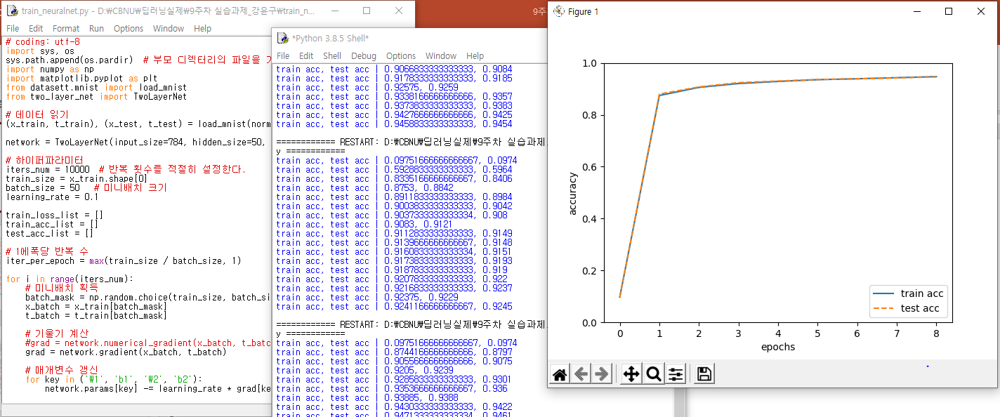 train_neuralnet.py - D:₩CBNU₩딥러닝실제₩9주차 실습과제_강윤구₩train_n...
File Edit Format Run Options Window Help
# coding: utf-8
import sys, os
sys.path.append(os.pardir)  # 부모 디렉터리의 파일을
import numpy as np
import matplotlib.pyplot as plt
from datasett.mnist import load_mnist
from two_layer_net import TwoLayerNet
# 데이터 읽기
(x_train, t_train), (x_test, t_test) = load_mnist(norm
network = TwoLayerNet(input_size=784, hidden_size=50,
# 하이퍼파라미터
iters_num = 10000  # 반복 횟수를 적절히 설정한다.
train_size = x_train.shape[0]
batch_size = 50   # 미니배치 크기
learning_rate = 0.1
train_loss_list = []
train_acc_list = []
test_acc_list = []
# 1에폭당 반복 수
iter_per_epoch = max(train_size / batch_size, 1)
for i in range(iters_num):
# 미니배치 획득
batch_mask = np.random.choice(train_size, batch_si
x_batch = x_train[batch_mask]
t_batch = t_train[batch_mask]
# 기울기 계산
#grad = network.numerical_gradient(x_batch, t_batc
grad = network.gradient(x_batch, t_batch)
# 매개변수 갱신
for key in ('W1', 'b1', 'W2', 'b2'):
network.params[key] -= learning_rate * grad[ke
9주
*Python 3.8.5 Shell*
File Edit Shell Debug Options Window Help
train acc, test acc | 0.9066833333333333, 0.9084
train acc, test acc | 0.9178333333333333, 0.9185
train acc, test acc | 0.92575, 0.9259
train acc, test acc | 0.9338166666666666, 0.9357
train acc, test acc | 0.9373833333333333, 0.9383
train acc, test acc | 0.9427666666666666, 0.9425
train acc, test acc | 0.9458833333333333, 0.9454
============ RESTART: D:₩CBNU₩딥러닝실제₩9주차 실습과제
y ============
train acc, test acc | 0.09751666666666667, 0.0974
train acc, test acc | 0.5928833333333333, 0.5964
train acc, test acc | 0.8335166666666667, 0.8406
train acc, test acc | 0.8753, 0.8842
train acc, test acc | 0.8911833333333333, 0.8984
train acc, test acc | 0.9003833333333333, 0.9042
train acc, test acc | 0.9037333333333334, 0.908
train acc, test acc | 0.9083, 0.9121
train acc, test acc | 0.9112833333333333, 0.9149
train acc, test acc | 0.9139666666666667, 0.9148
train acc, test acc | 0.9160833333333334, 0.9151
train acc, test acc | 0.9173833333333333, 0.9193
train acc, test acc | 0.9187833333333333, 0.919
train acc, test acc | 0.9207833333333333, 0.922
train acc, test acc | 0.9216833333333333, 0.9237
train acc, test acc | 0.92375, 0.9229
train acc, test acc | 0.9241166666666667, 0.9245
============ RESTART: D:₩CBNU₩딥러닝실제₩9주차 실습과제
y ============
train acc, test acc | 0.09751666666666667, 0.0974
train acc, test acc | 0.8744166666666666, 0.8797
train acc, test acc | 0.9055666666666666, 0.9075
train acc, test acc | 0.9205, 0.9239
train acc, test acc | 0.9285833333333333, 0.9301
train acc, test acc | 0.9353666666666667, 0.936
train acc, test acc | 0.93885, 0.9388
train acc, test acc | 0.9430333333333333, 0.9422
train acc, test acc | 0.9471333333333334, 0.9461
Figure 1
1.0
0.8
0.6
0.4
0.2
0.0
accuracy
train acc
test acc
0 1 2 3 4 5 6 7 8
epochs